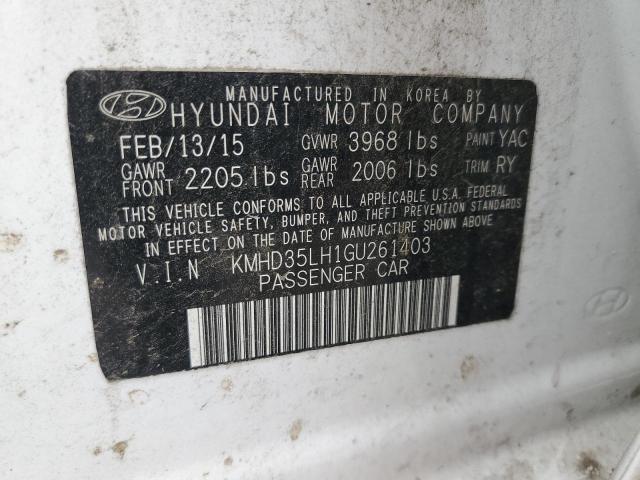 MANUFACTURED IN KOREA BY
HYUNDAI MOTOR COMPANY
FEB/13/15 GVWR 3968 lbs PAINT YAC
GAWR FRONT 2205 lbs GAWR REAR 2006 lbs TRIM RY
THIS VEHICLE CONFORMS TO ALL APPLICABLE U.S.A. FEDERAL
MOTOR VEHICLE SAFETY, BUMPER, AND THEFT PREVENTION STANDARDS
IN EFFECT ON THE DATE OF MANUFACTURE SHOWN ABOVE
V.I.N KMHD35LH1GU261403
PASSENGER CAR